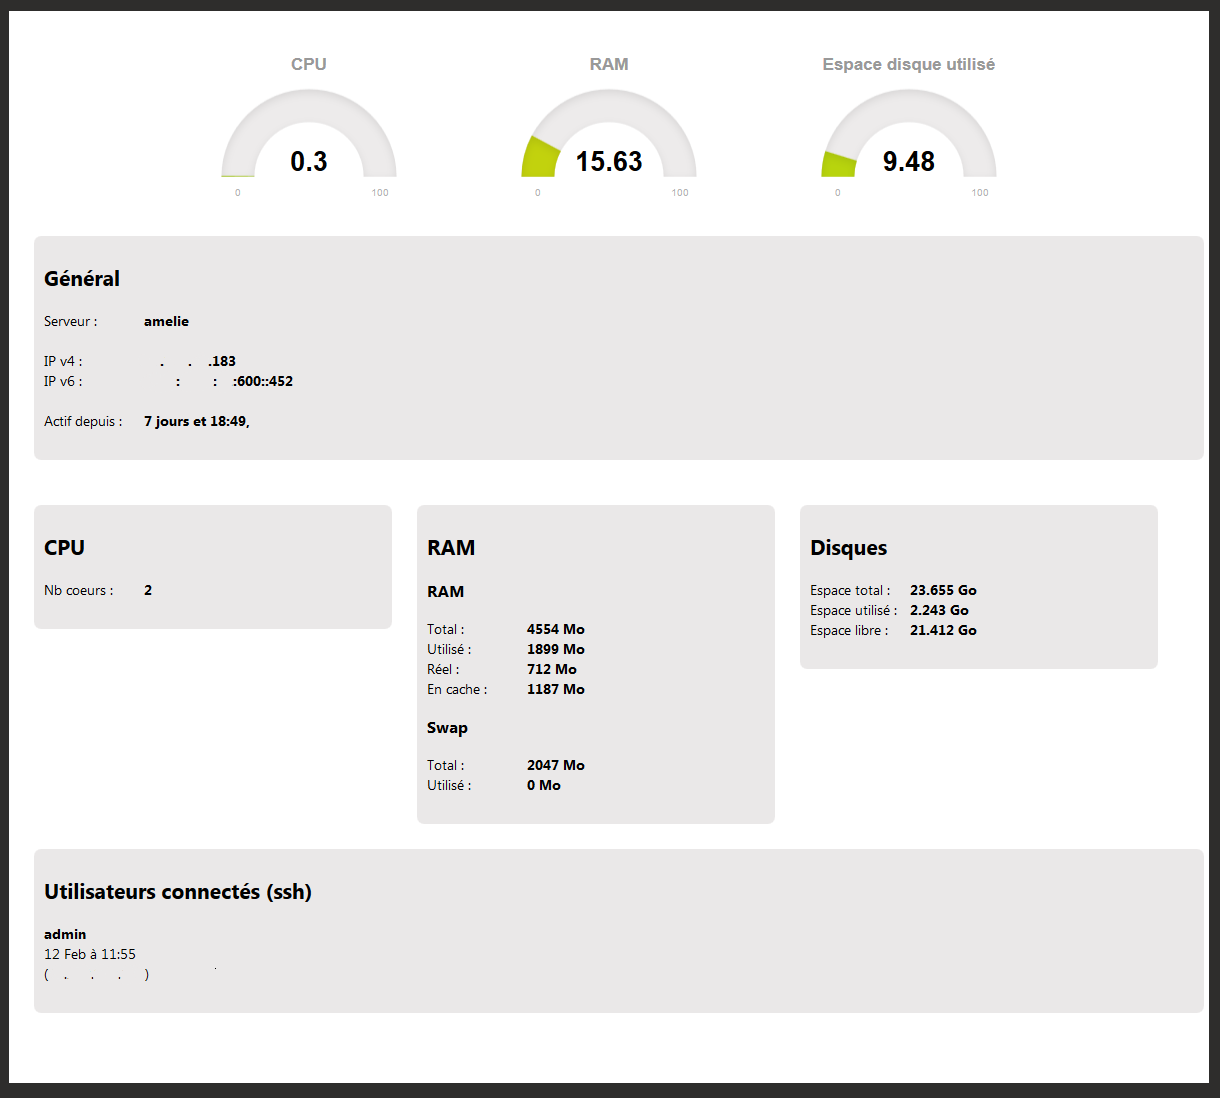 CPU
0.3
0 100
RAM
15.63
0 100
Espace disque utilisé
9.48
0 100
Général
Serveur : amelie
IP v4 : . . .183
IP v6 : : : :600::452
Actif depuis : 7 jours et 18:49,
CPU
Nb coeurs : 2
RAM
RAM
Total : 4554 Mo
Utilisé : 1899 Mo
Réel : 712 Mo
En cache : 1187 Mo
Swap
Total : 2047 Mo
Utilisé : 0 Mo
Disques
Espace total : 23.655 Go
Espace utilisé : 2.243 Go
Espace libre : 21.412 Go
Utilisateurs connectés (ssh)
admin
12 Feb à 11:55
( . . . )